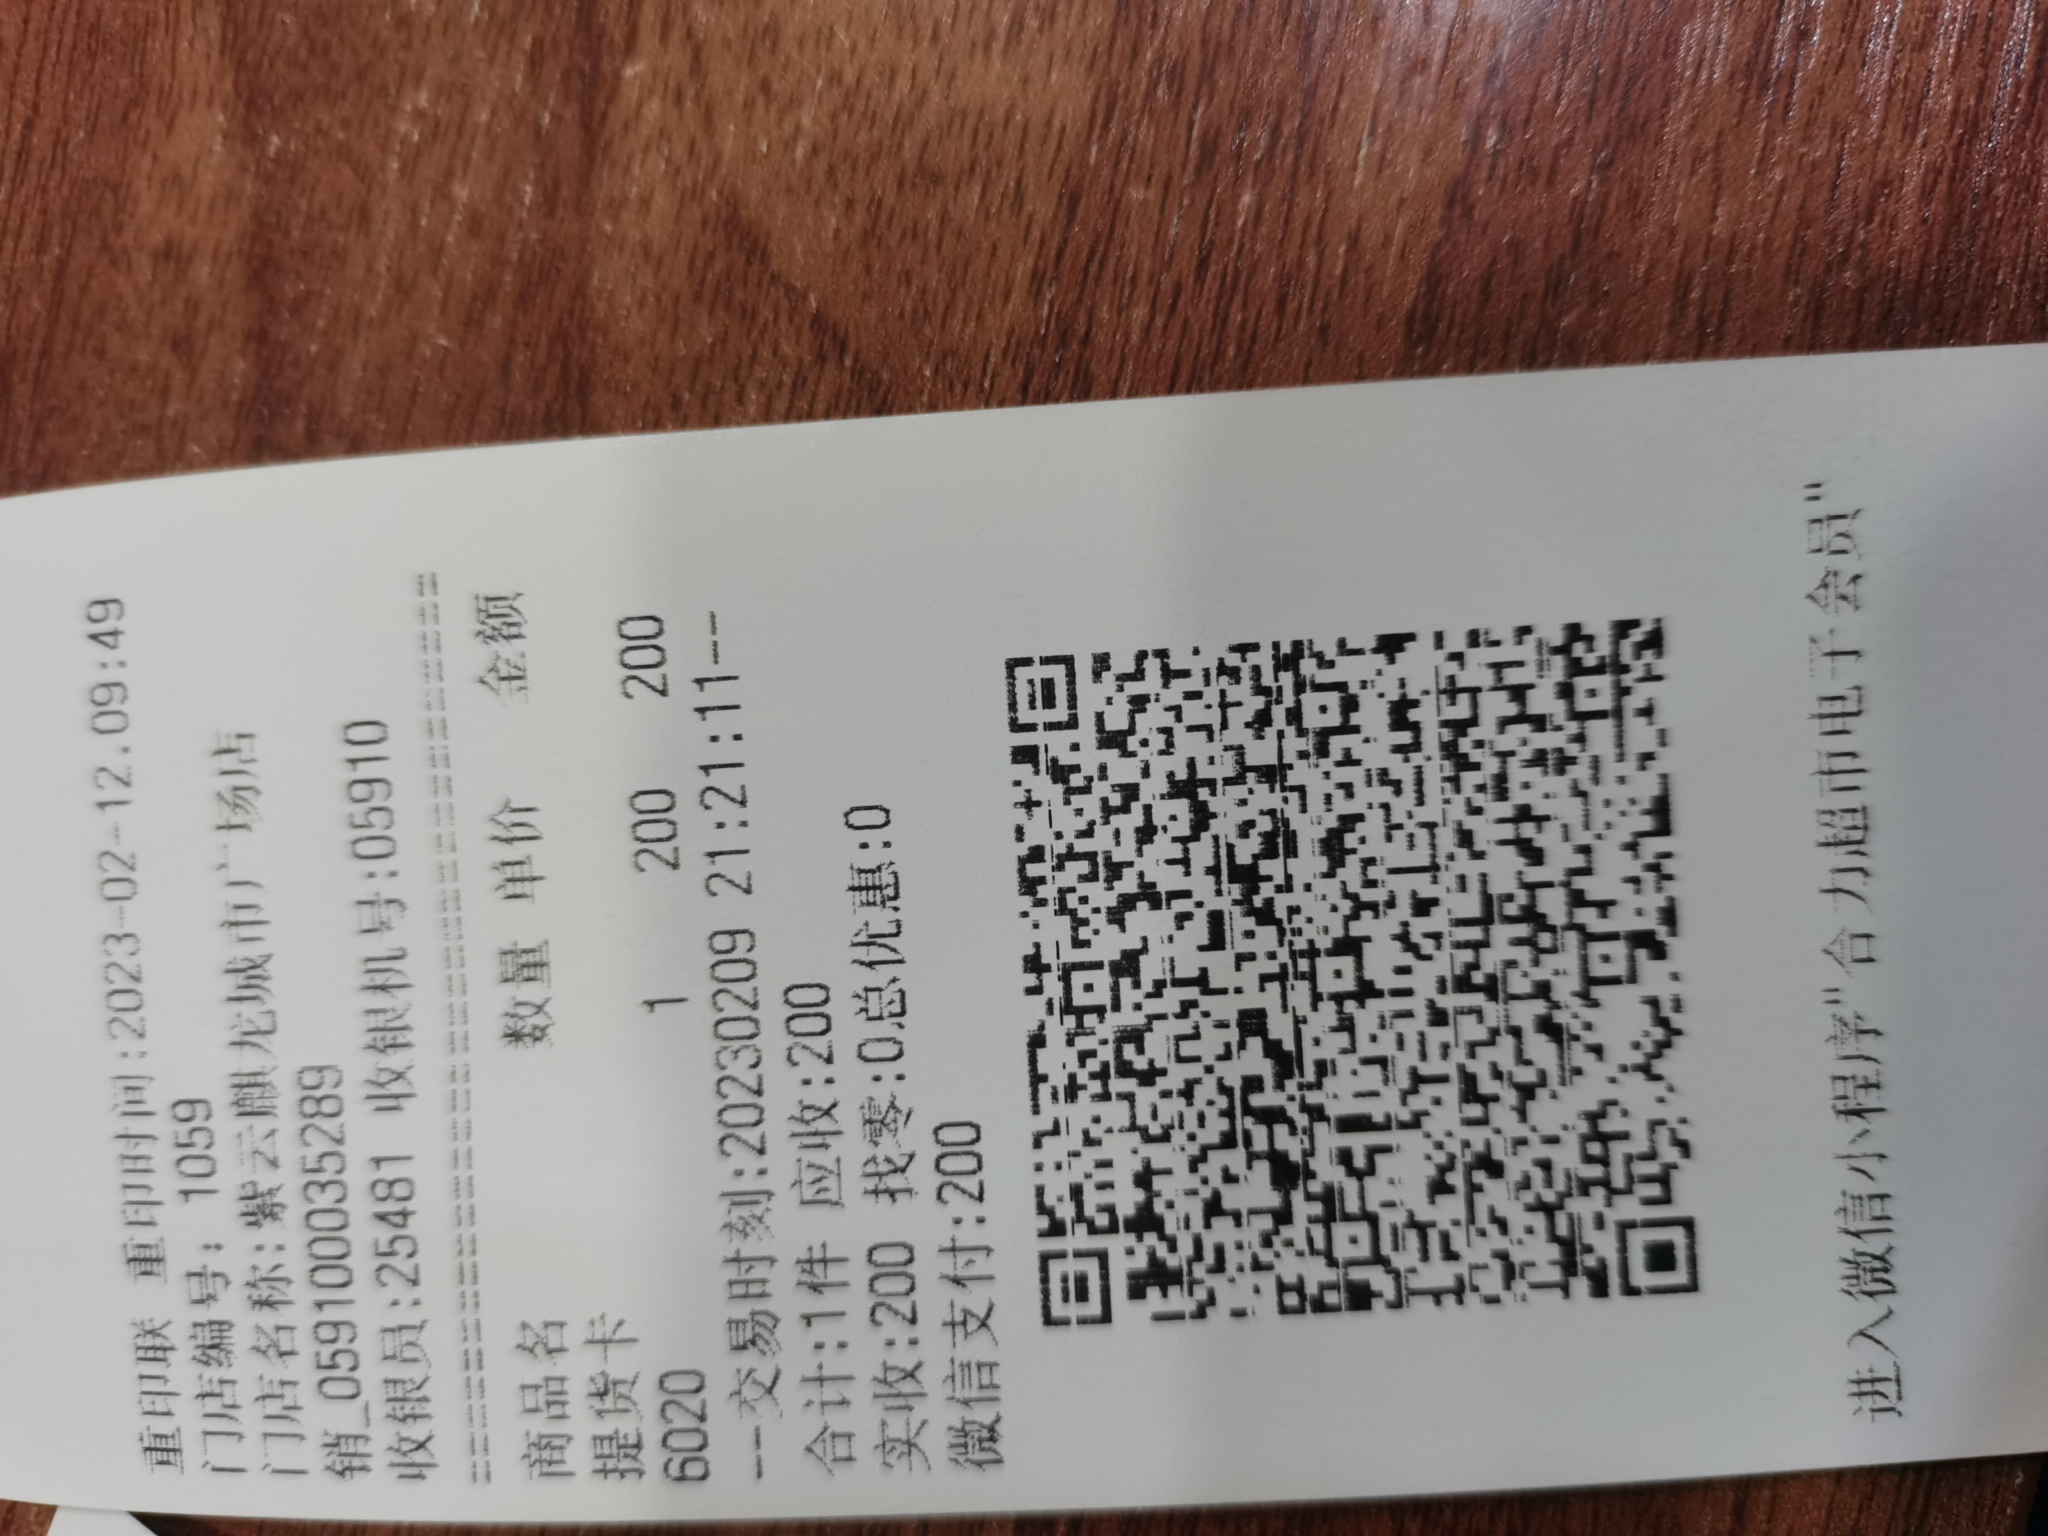 重印联 重印时间:2023-02-12.09:49
门店编号: 1059
门店名称:紫云麒龙城市广场店
销_0591000035289
收银员:25481 收银机号:05910
商品名 数量 单价 金额
提货卡
6020 1 200 200
--交易时刻:20230209 21:21:11--
合计:1件 应收:200
实收:200 找零:0总优惠:0
微信支付:200
进入微信小程序"合力超市电子会员"